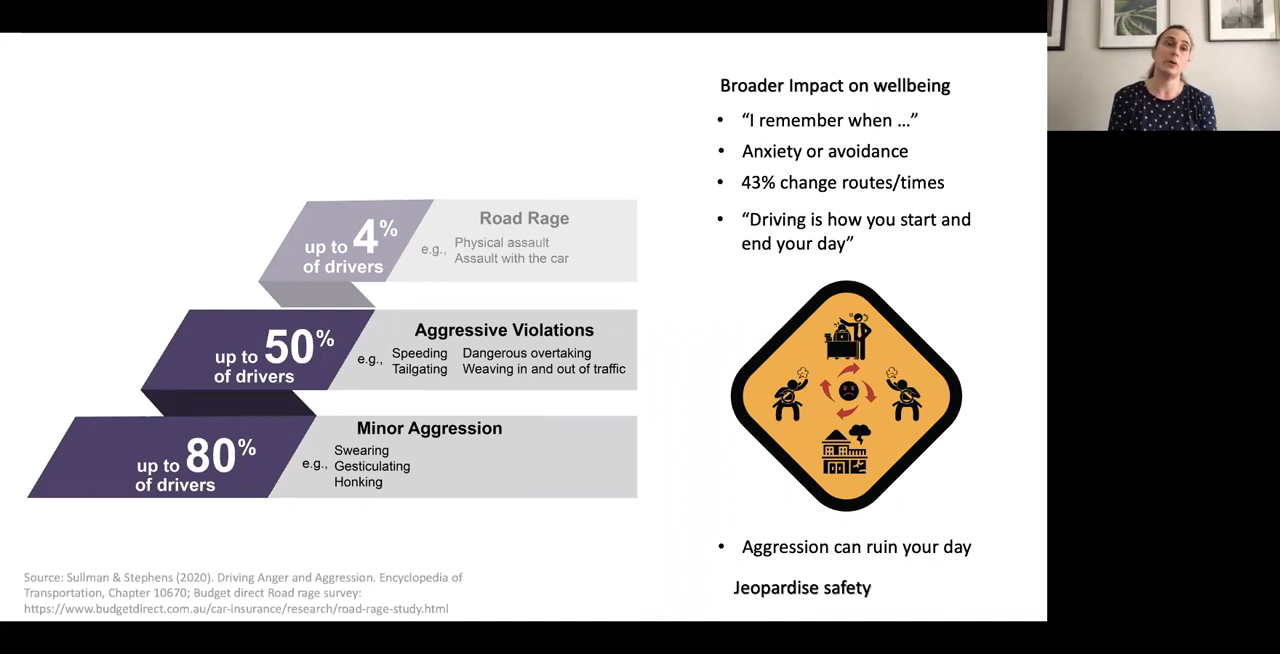 Broader Impact on wellbeing
• “I remember when …”
• Anxiety or avoidance
• 43% change routes/times
• “Driving is how you start and
end your day”
up to 4%
of drivers
Road Rage
e.g., Physical assault
Assault with the car
up to 50%
of drivers
Aggressive Violations
e.g., Speeding Dangerous overtaking
Tailgating Weaving in and out of traffic
up to 80%
of drivers
Minor Aggression
e.g., Swearing
Gesticulating
Honking
• Aggression can ruin your day
Jeopardise safety
Source: Sullman & Stephens (2020). Driving Anger and Aggression. Encyclopedia of
Transportation, Chapter 10670; Budget direct Road rage survey:
https://www.budgetdirect.com.au/car-insurance/research/road-rage-study.html